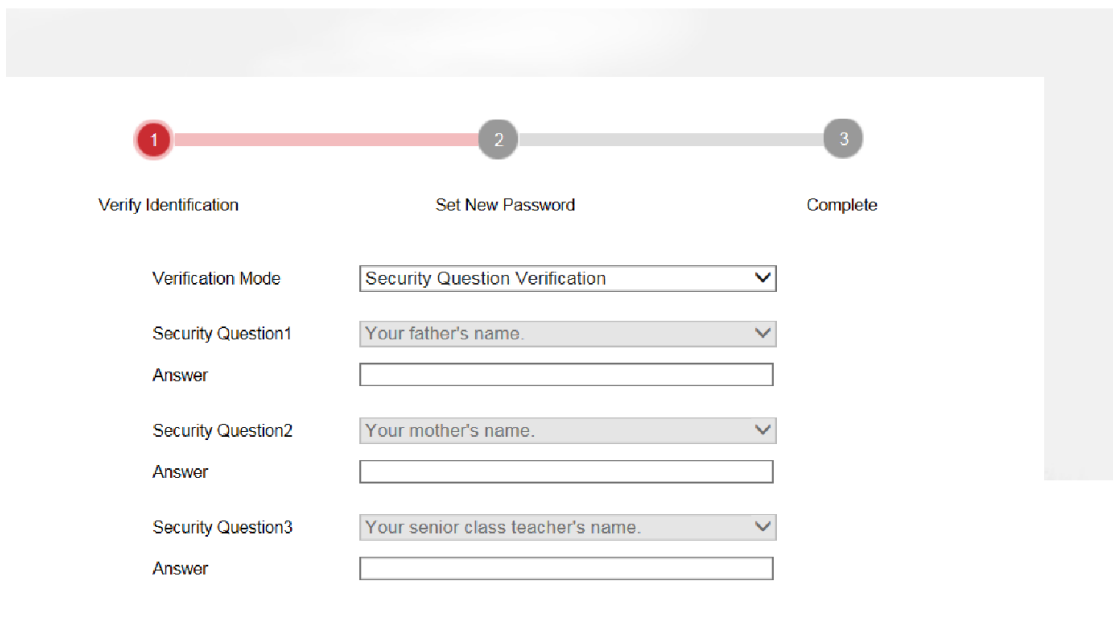 1 2 3
Verify Identification Set New Password Complete
Verification Mode Security Question Verification
Security Question1 Your father's name.
Answer
Security Question2 Your mother's name.
Answer
Security Question3 Your senior class teacher's name.
Answer